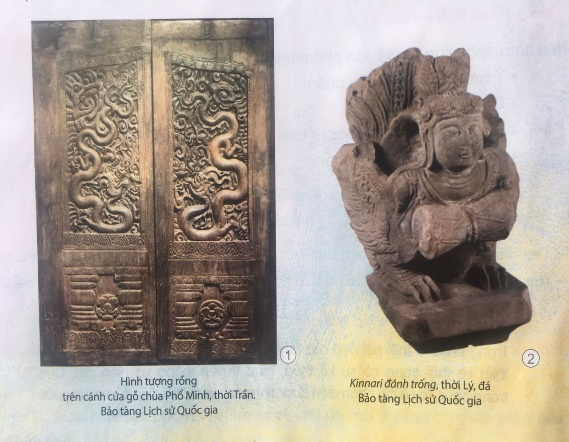 1
Hình tượng rồng
trên cánh cửa gỗ chùa Phổ Minh, thời Trần.
Bảo tàng Lịch sử Quốc gia
2
Kinnari đánh trống, thời Lý, đá
Bảo tàng Lịch sử Quốc gia